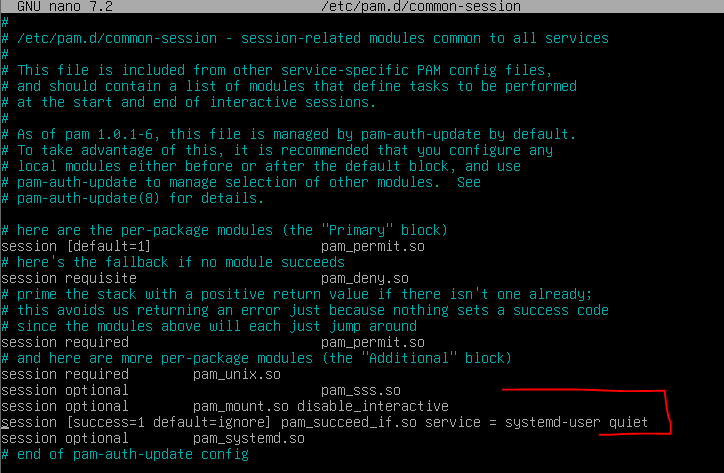 GNU nano 7.2 /etc/pam.d/common-session
#
# /etc/pam.d/common-session - session-related modules common to all services
#
# This file is included from other service-specific PAM config files,
# and should contain a list of modules that define tasks to be performed
# at the start and end of interactive sessions.
#
# As of pam 1.0.1-6, this file is managed by pam-auth-update by default.
# To take advantage of this, it is recommended that you configure any
# local modules either before or after the default block, and use
# pam-auth-update to manage selection of other modules.  See
# pam-auth-update(8) for details.
# here are the per-package modules (the "Primary" block)
session [default=1] pam_permit.so
# here's the fallback if no module succeeds
session requisite pam_deny.so
# prime the stack with a positive return value if there isn't one already;
# this avoids us returning an error just because nothing sets a success code
# since the modules above will each just jump around
session required pam_permit.so
# and here are more per-package modules (the "Additional" block)
session required pam_unix.so
session optional pam_sss.so
session optional pam_mount.so disable_interactive
session [success=1 default=ignore] pam_succeed_if.so service = systemd-user quiet
session optional pam_systemd.so
# end of pam-auth-update config